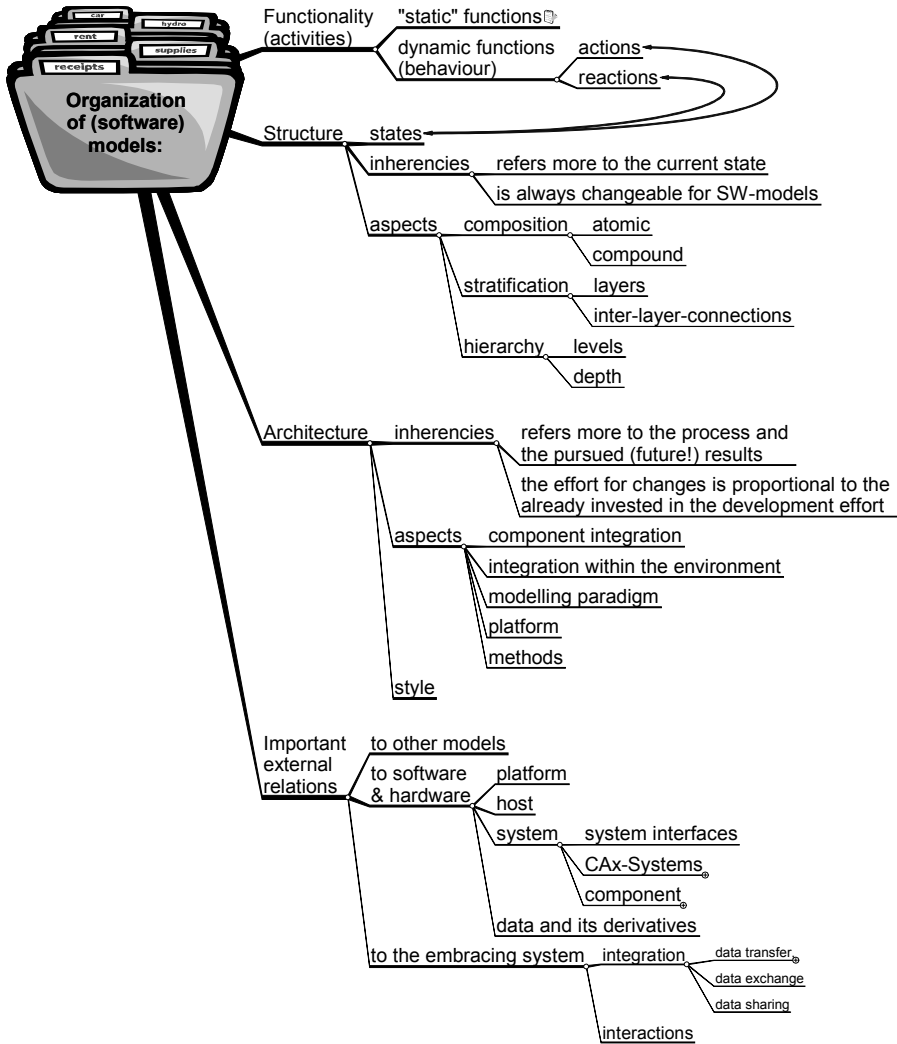 car
hydro
rent
supplies
receipts
Organization
of (software)
models:
Functionality
(activities)
"static" functions
dynamic functions
(behaviour)
actions
reactions
Structure
states
inherencies
refers more to the current state
is always changeable for SW-models
aspects
composition
atomic
compound
stratification
layers
inter-layer-connections
hierarchy
levels
depth
Architecture
inherencies
refers more to the process and
the pursued (future!) results
the effort for changes is proportional to the
already invested in the development effort
aspects
component integration
integration within the environment
modelling paradigm
platform
methods
style
Important
external
relations
to other models
to software
& hardware
platform
host
system
system interfaces
CAx-Systems
component
data and its derivatives
to the embracing system
integration
data transfer
data exchange
data sharing
interactions